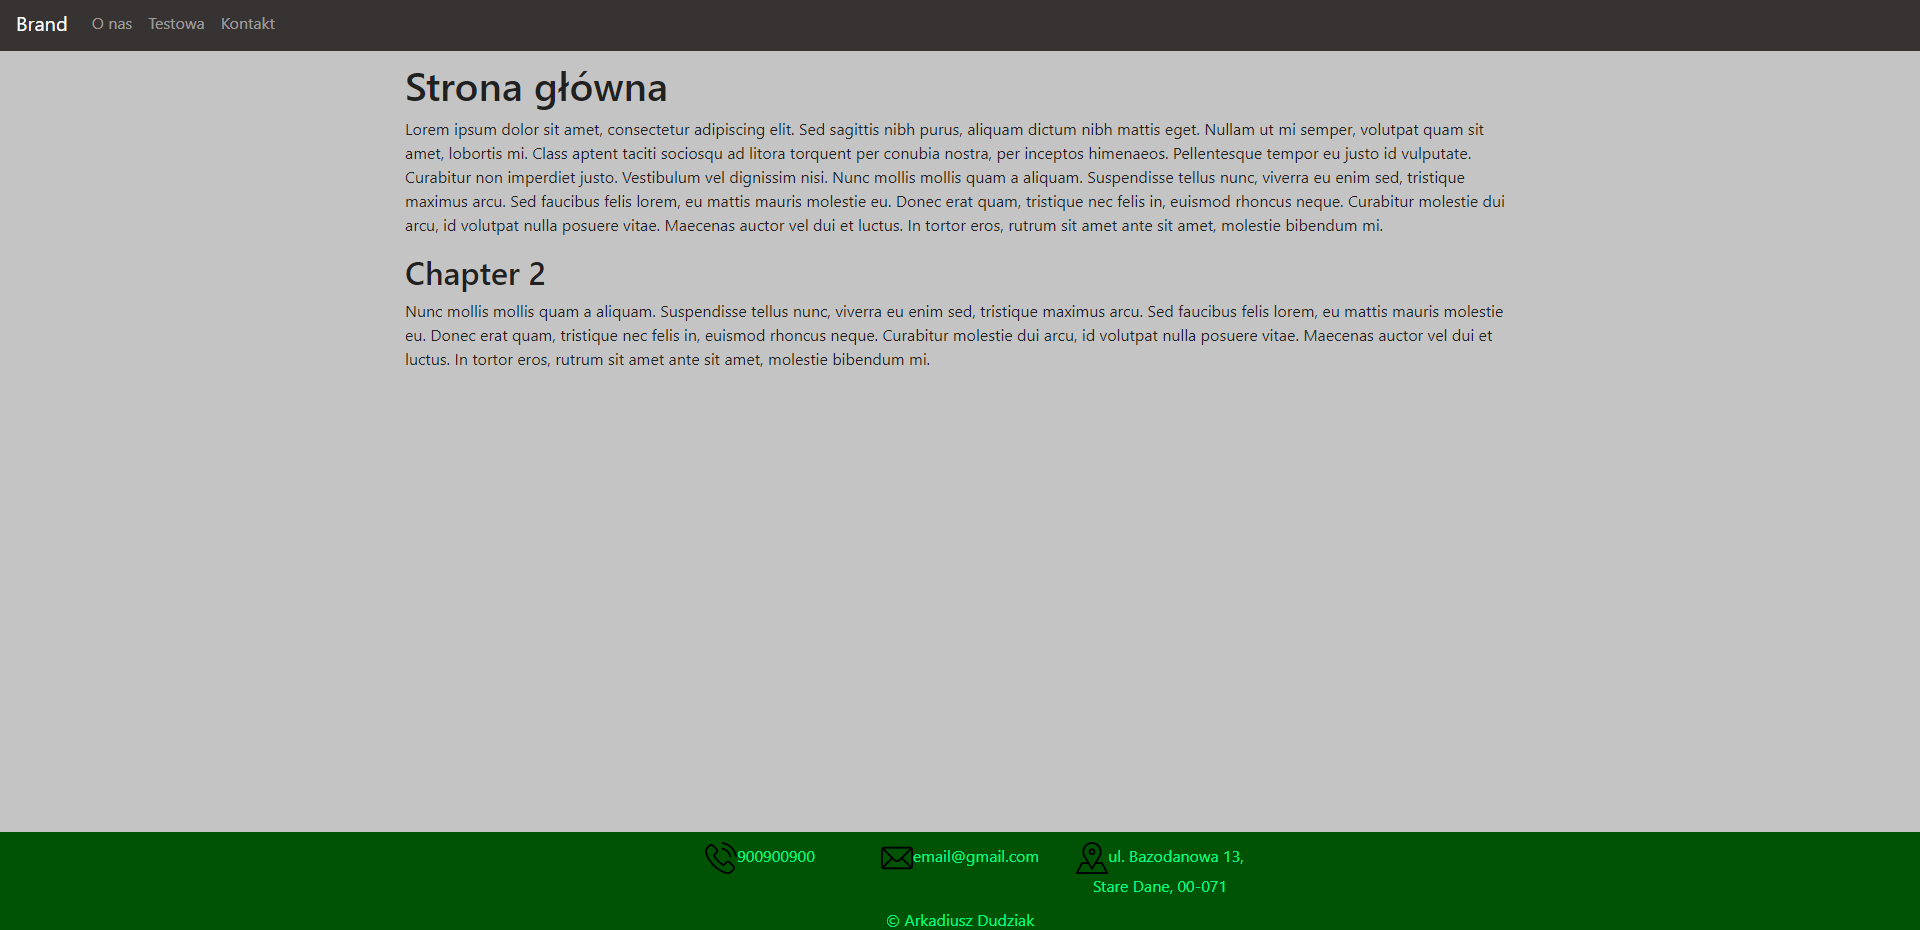 Brand O nas Testowa Kontakt
Strona główna
Lorem ipsum dolor sit amet, consectetur adipiscing elit. Sed sagittis nibh purus, aliquam dictum nibh mattis eget. Nullam ut mi semper, volutpat quam sit
amet, lobortis mi. Class aptent taciti sociosqu ad litora torquent per conubia nostra, per inceptos himenaeos. Pellentesque tempor eu justo id vulputate.
Curabitur non imperdiet justo. Vestibulum vel dignissim nisi. Nunc mollis mollis quam a aliquam. Suspendisse tellus nunc, viverra eu enim sed, tristique
maximus arcu. Sed faucibus felis lorem, eu mattis mauris molestie eu. Donec erat quam, tristique nec felis in, euismod rhoncus neque. Curabitur molestie dui
arcu, id volutpat nulla posuere vitae. Maecenas auctor vel dui et luctus. In tortor eros, rutrum sit amet ante sit amet, molestie bibendum mi.
Chapter 2
Nunc mollis mollis quam a aliquam. Suspendisse tellus nunc, viverra eu enim sed, tristique maximus arcu. Sed faucibus felis lorem, eu mattis mauris molestie
eu. Donec erat quam, tristique nec felis in, euismod rhoncus neque. Curabitur molestie dui arcu, id volutpat nulla posuere vitae. Maecenas auctor vel dui et
luctus. In tortor eros, rutrum sit amet ante sit amet, molestie bibendum mi.
900900900
email@gmail.com
ul. Bazodanowa 13,
Stare Dane, 00-071
© Arkadiusz Dudziak